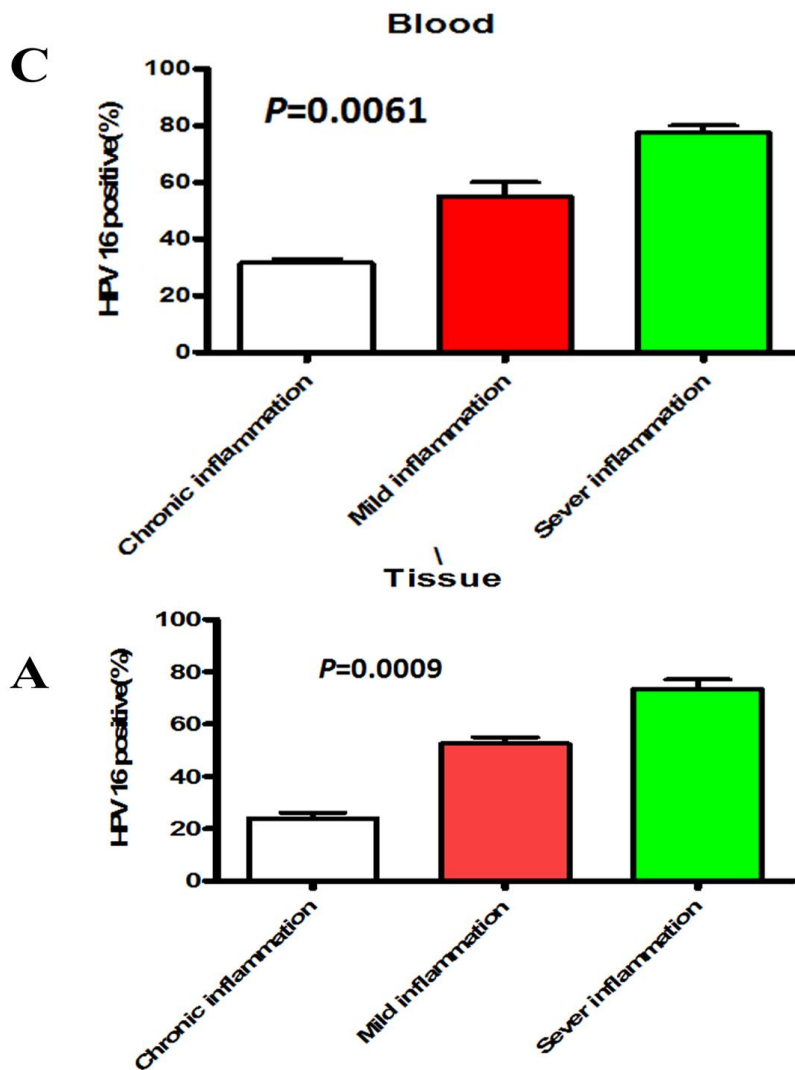 Blood
C
HPV 16 positive(%)
100
80
60
40
20
0
P=0.0061
Chronic inflammation
Mild inflammation
Sever inflammation
\
Tissue
A
HPV 16 positive(%)
100
80
60
40
20
0
P=0.0009
Chronic inflammation
Mild inflammation
Sever inflammation